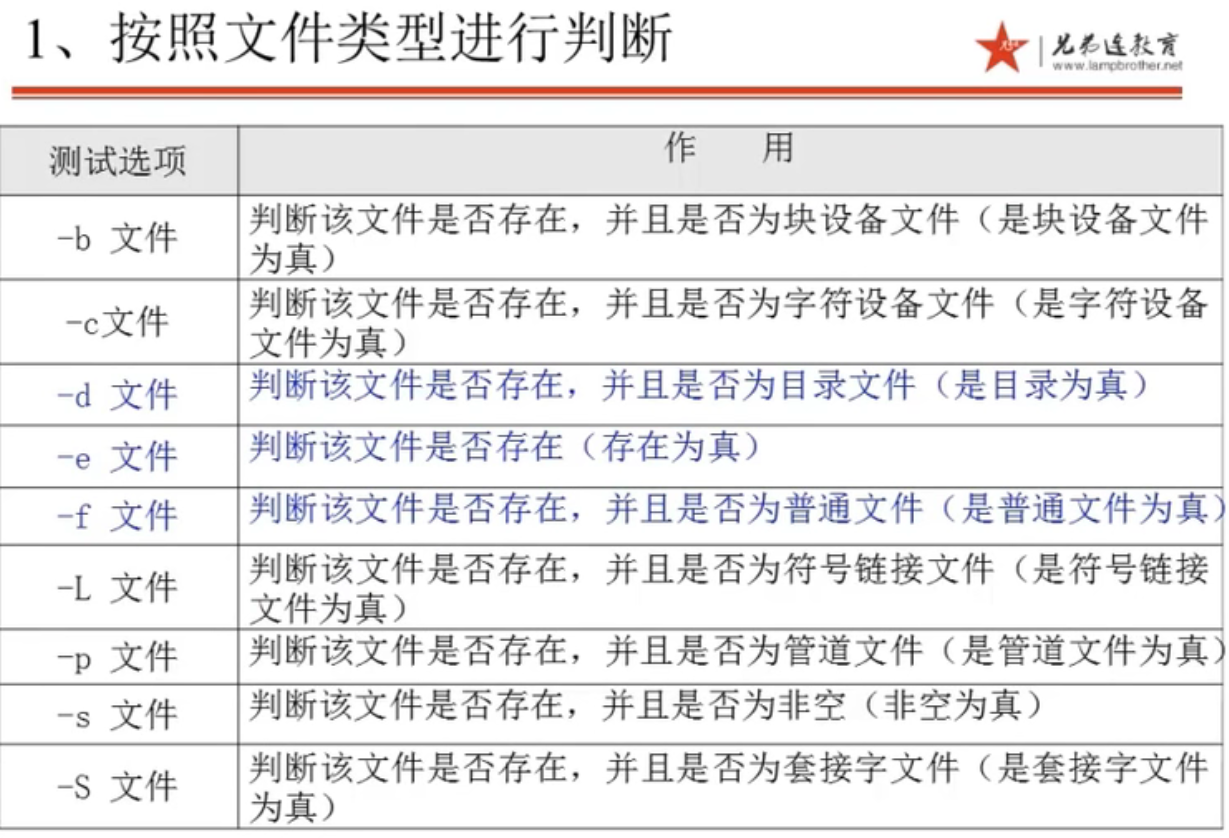 1、按照文件类型进行判断
兄弟连教育
www.lampbrother.net
测试选项
作 用
-b 文件
判断该文件是否存在，并且是否为块设备文件（是块设备文件
为真）
-c文件
判断该文件是否存在，并且是否为字符设备文件（是字符设备
文件为真）
-d 文件
判断该文件是否存在，并且是否为目录文件（是目录为真）
-e 文件
判断该文件是否存在（存在为真）
-f 文件
判断该文件是否存在，并且是否为普通文件（是普通文件为真）
-L 文件
判断该文件是否存在，并且是否为符号链接文件（是符号链接
文件为真）
-p 文件
判断该文件是否存在，并且是否为管道文件（是管道文件为真）
-s 文件
判断该文件是否存在，并且是否为非空（非空为真）
-S 文件
判断该文件是否存在，并且是否为套接字文件（是套接字文件
为真）